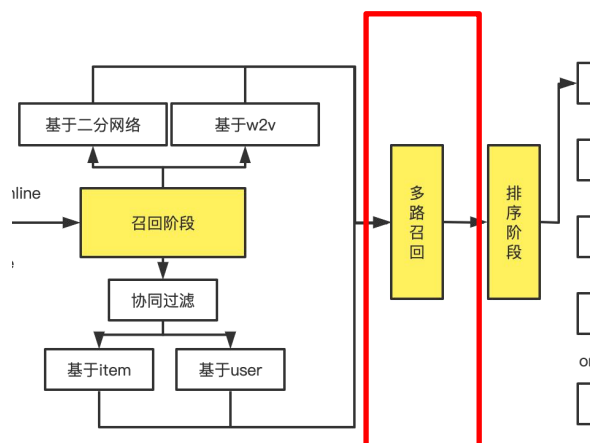 基于二分网络
基于w2v
nline
召回阶段
e
协同过滤
基于item
基于user
多路召回
排序阶段
or